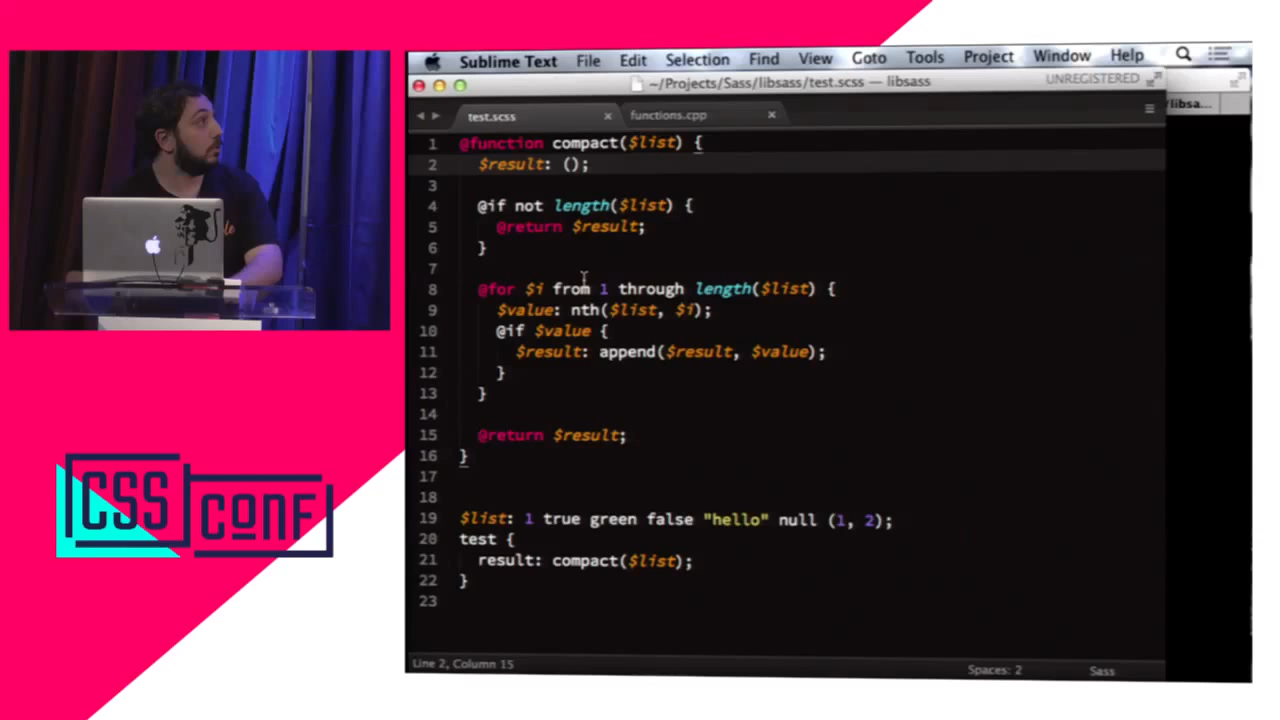 Sublime Text File Edit Selection Find View Goto Tools Project Window Help
~/Projects/Sass/libsass/test.scss — libsass UNREGISTERED
test.scss functions.cpp /libsa...
1 @function compact($list) {
2 $result: ();
3
4 @if not length($list) {
5 @return $result;
6 }
7
8 @for $i from 1 through length($list) {
9 $value: nth($list, $i);
10 @if $value {
11 $result: append($result, $value);
12 }
13 }
14
15 @return $result;
16 }
17
18
19 $list: 1 true green false "hello" null (1, 2);
20 test {
21 result: compact($list);
22 }
23
Line 2, Column 15 Spaces: 2 Sass
CSS
CONF